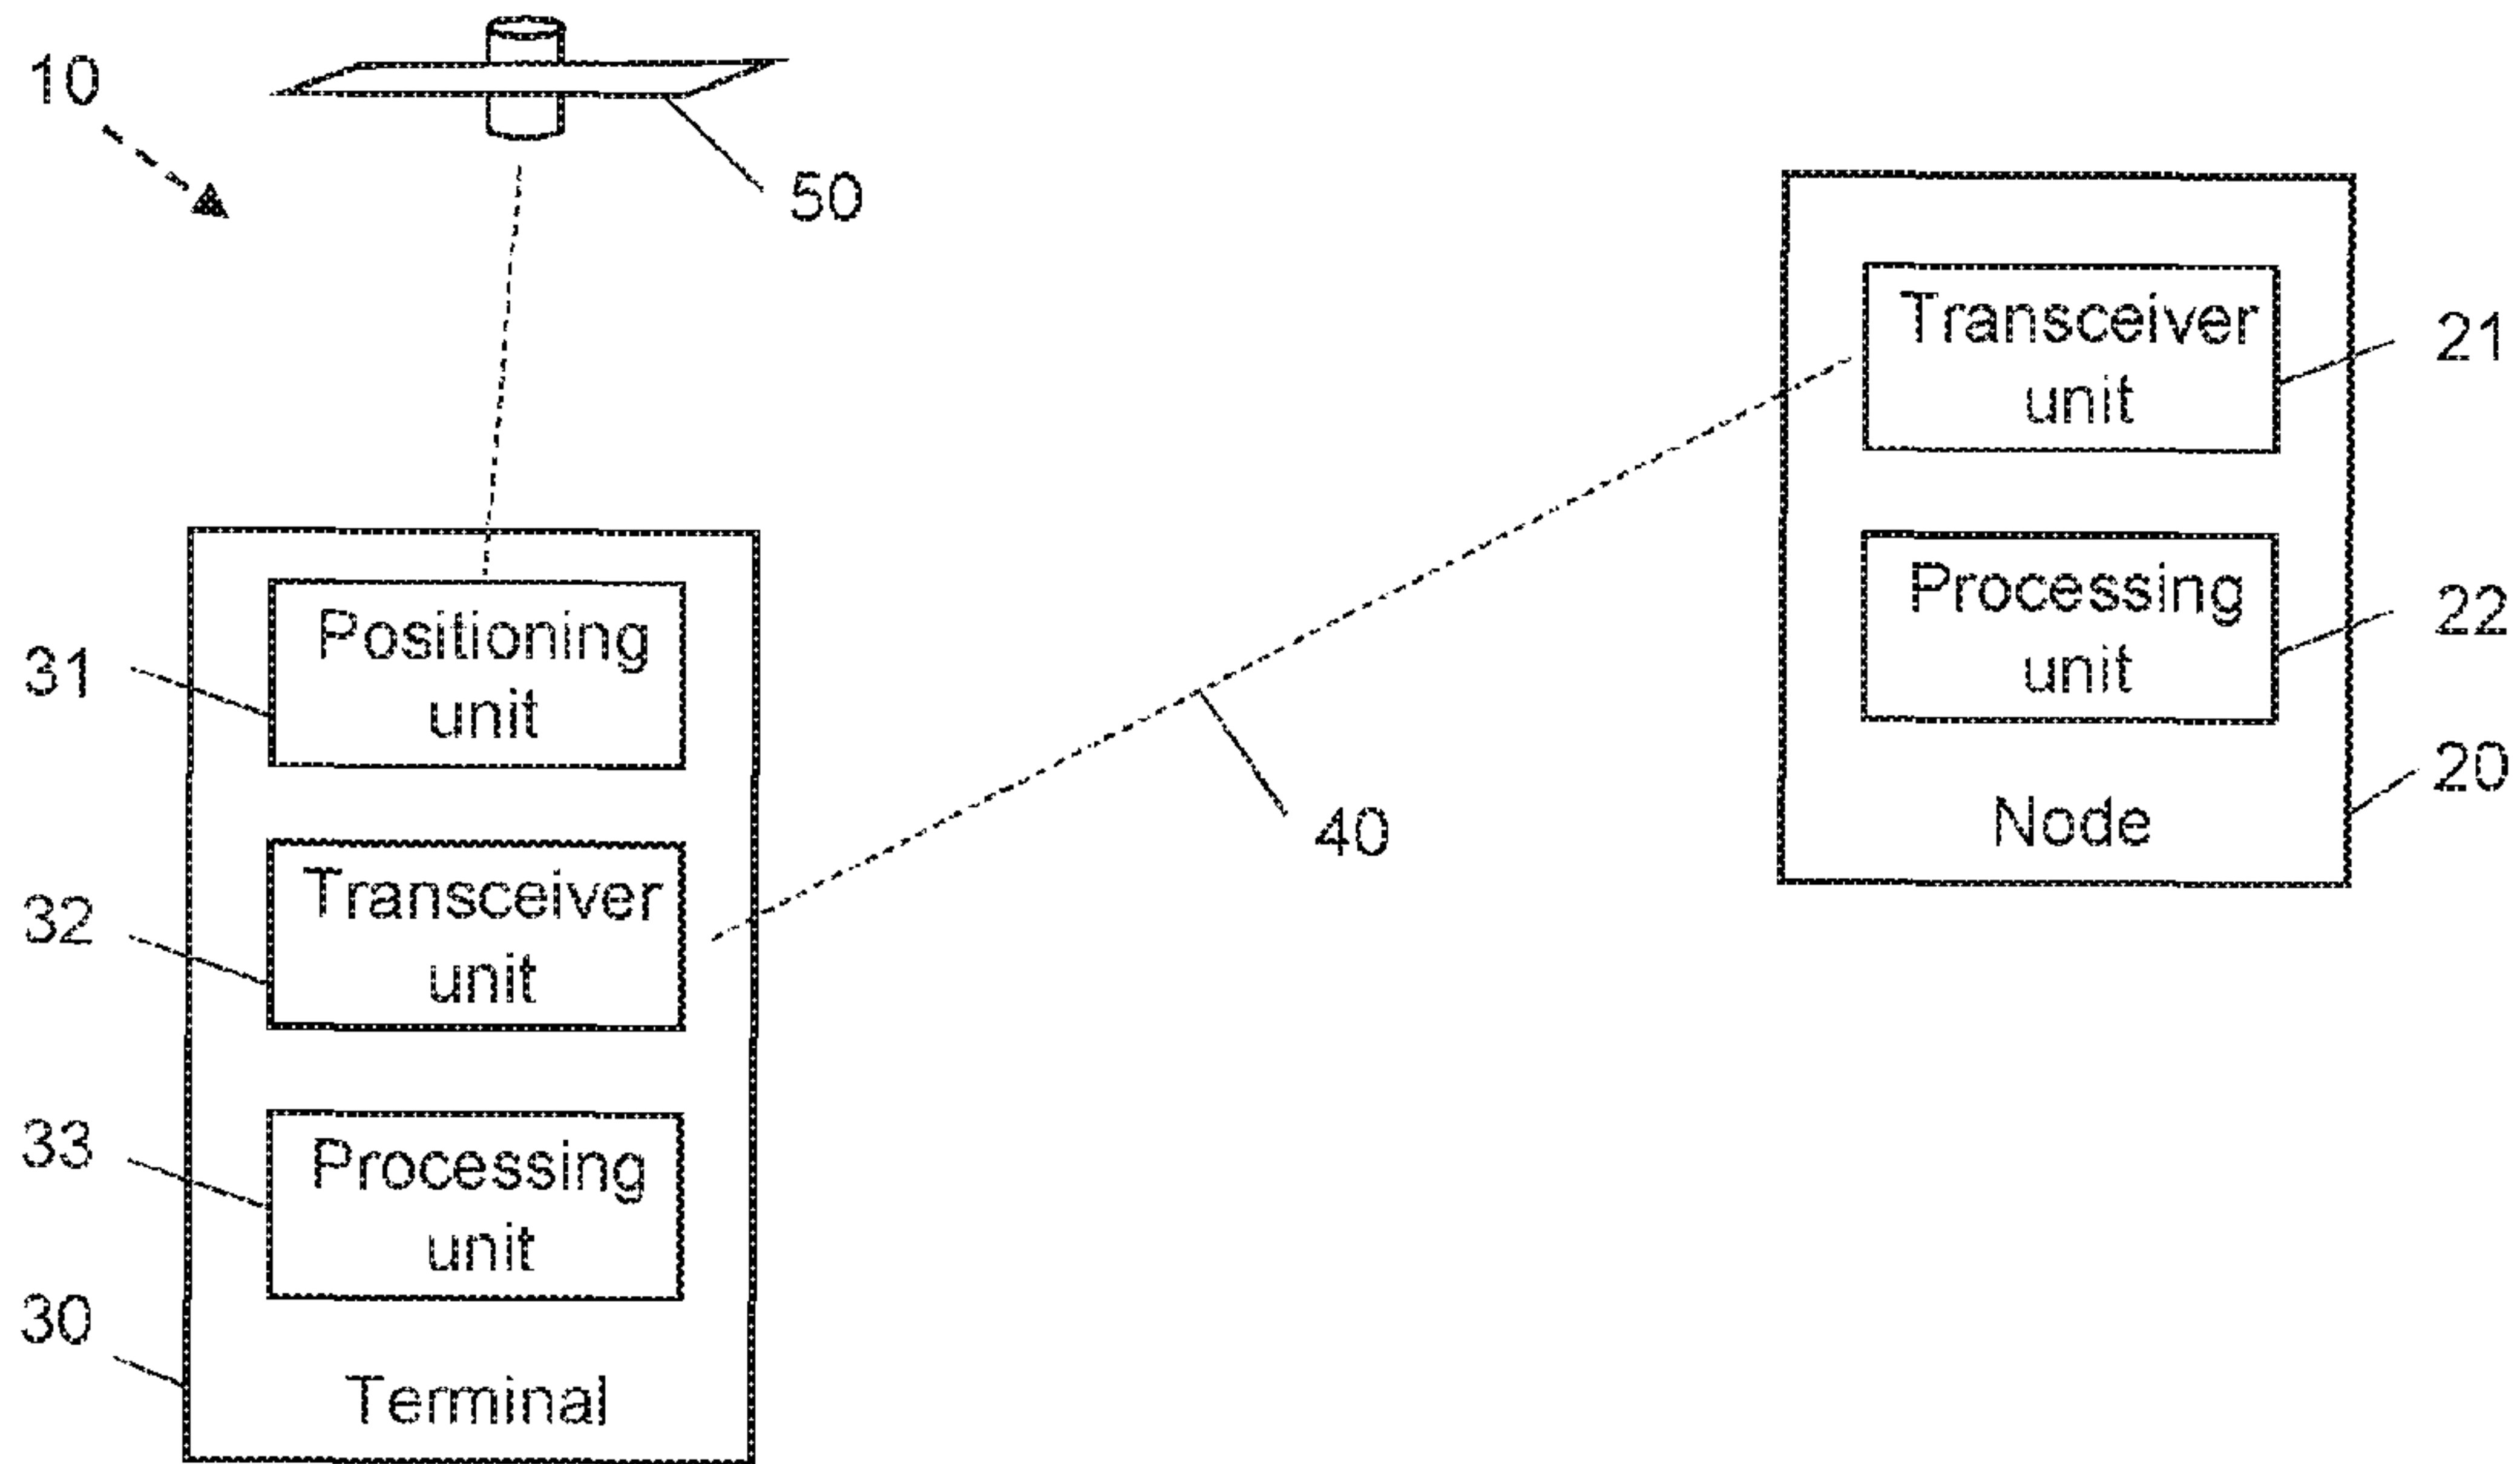 10
50
Transceiver
unit
21
Processing
unit
22
20
Node
40
Positioning
unit
31
Transceiver
unit
32
Processing
unit
33
30
Terminal